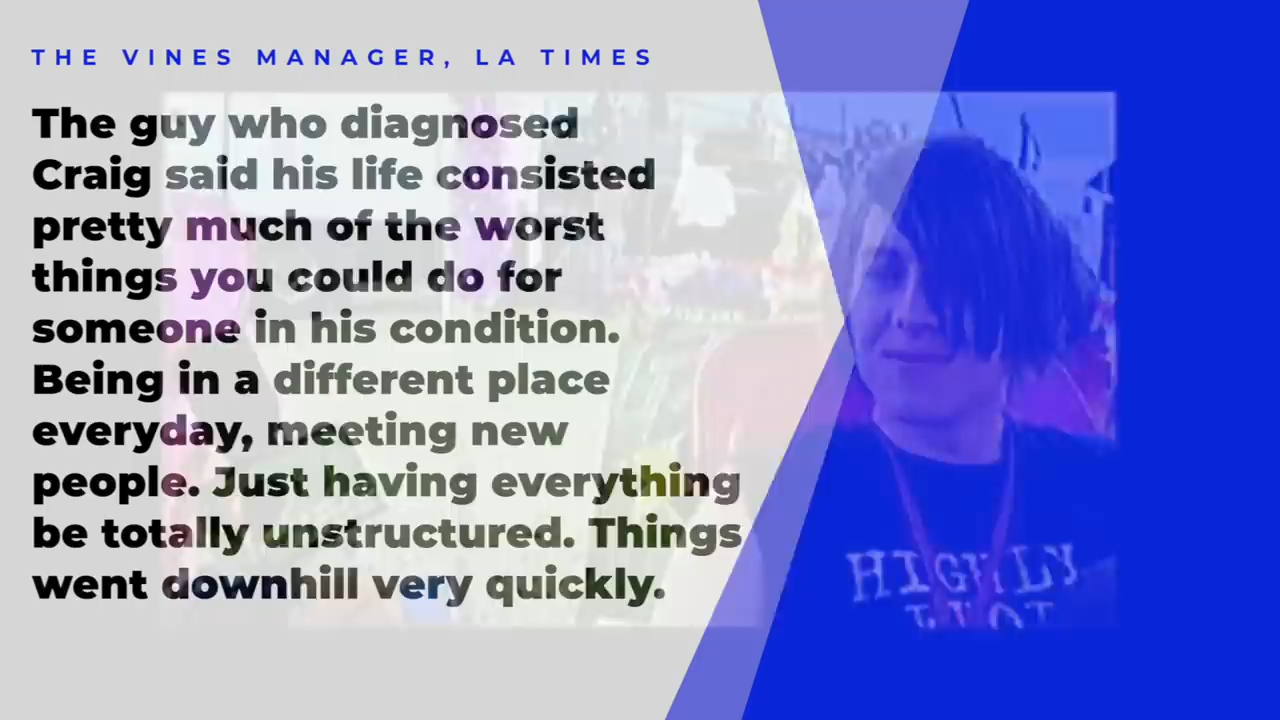 THE VINES MANAGER, LA TIMES
The guy who diagnosed
Craig said his life consisted
pretty much of the worst
things you could do for
someone in his condition.
Being in a different place
everyday, meeting new
people. Just having everything
be totally unstructured. Things
went downhill very quickly.
HIGHLY